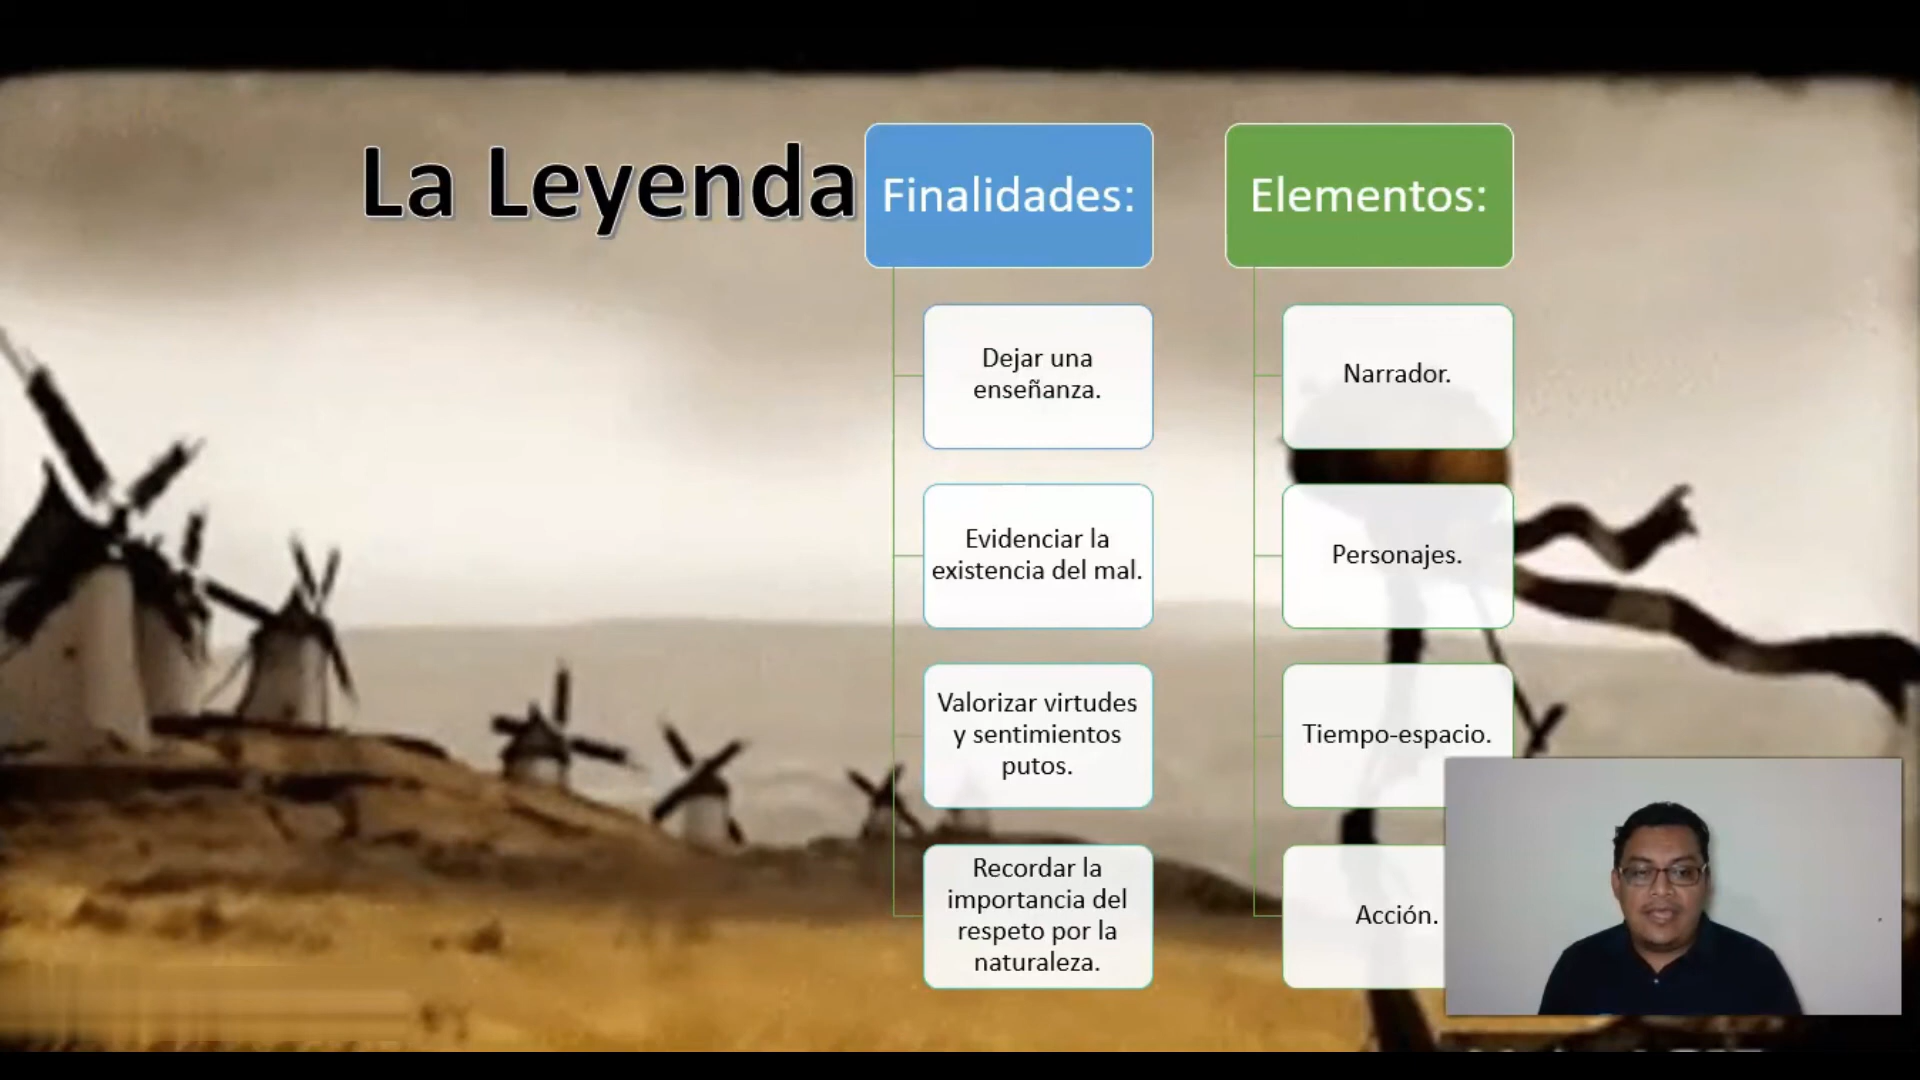 La Leyenda
Finalidades:
Dejar una
enseñanza.
Evidenciar la
existencia del mal.
Valorizar virtudes
y sentimientos
putos.
Recordar la
importancia del
respeto por la
naturaleza.
Elementos:
Narrador.
Personajes.
Tiempo-espacio.
Acción.